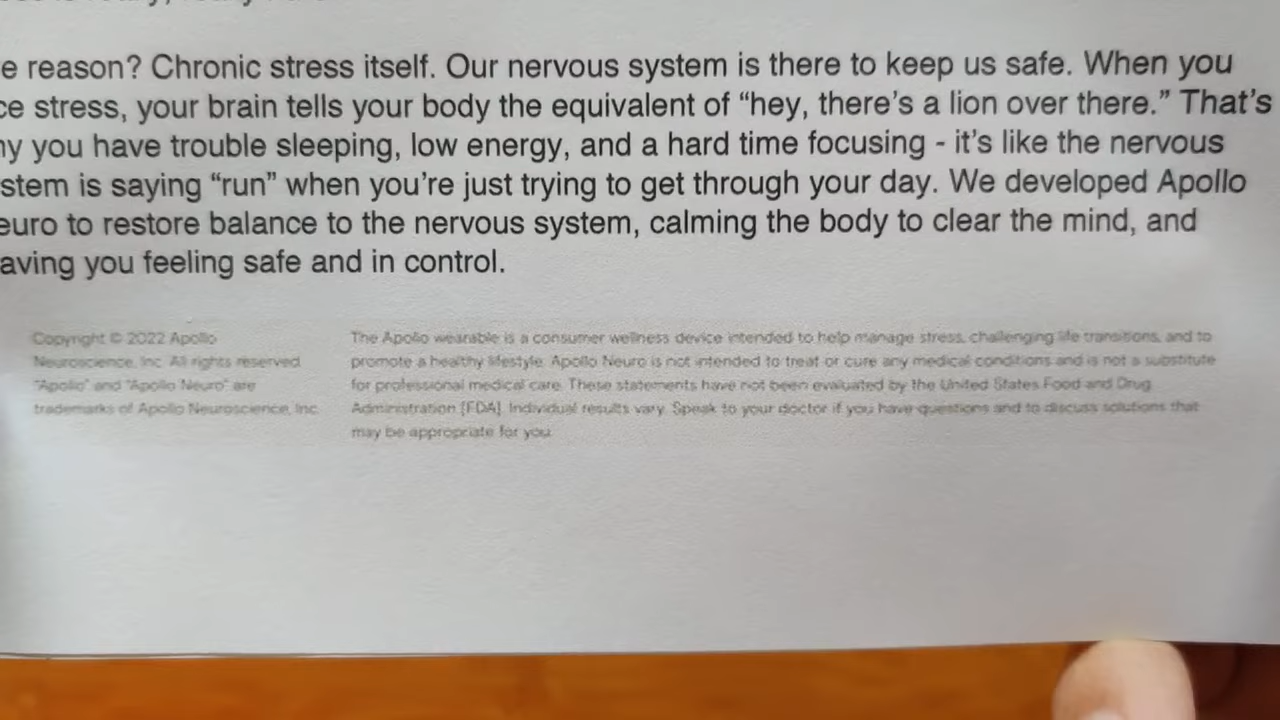 e reason? Chronic stress itself. Our nervous system is there to keep us safe. When you
ce stress, your brain tells your body the equivalent of “hey, there’s a lion over there.” That’s
hy you have trouble sleeping, low energy, and a hard time focusing - it’s like the nervous
stem is saying “run” when you’re just trying to get through your day. We developed Apollo
euro to restore balance to the nervous system, calming the body to clear the mind, and
aving you feeling safe and in control.
Copyright © 2022 Apollo
Neuroscience, Inc. All rights reserved.
“Apollo” and “Apollo Neuro” are
trademarks of Apollo Neuroscience, Inc.
The Apollo wearable is a consumer wellness device intended to help manage stress, challenging life transitions, and to
promote a healthy lifestyle. Apollo Neuro is not intended to treat or cure any medical conditions and is not a substitute
for professional medical care. These statements have not been evaluated by the United States Food and Drug
Administration [FDA]. Individual results vary. Speak to your doctor if you have questions and to discuss solutions that
may be appropriate for you.